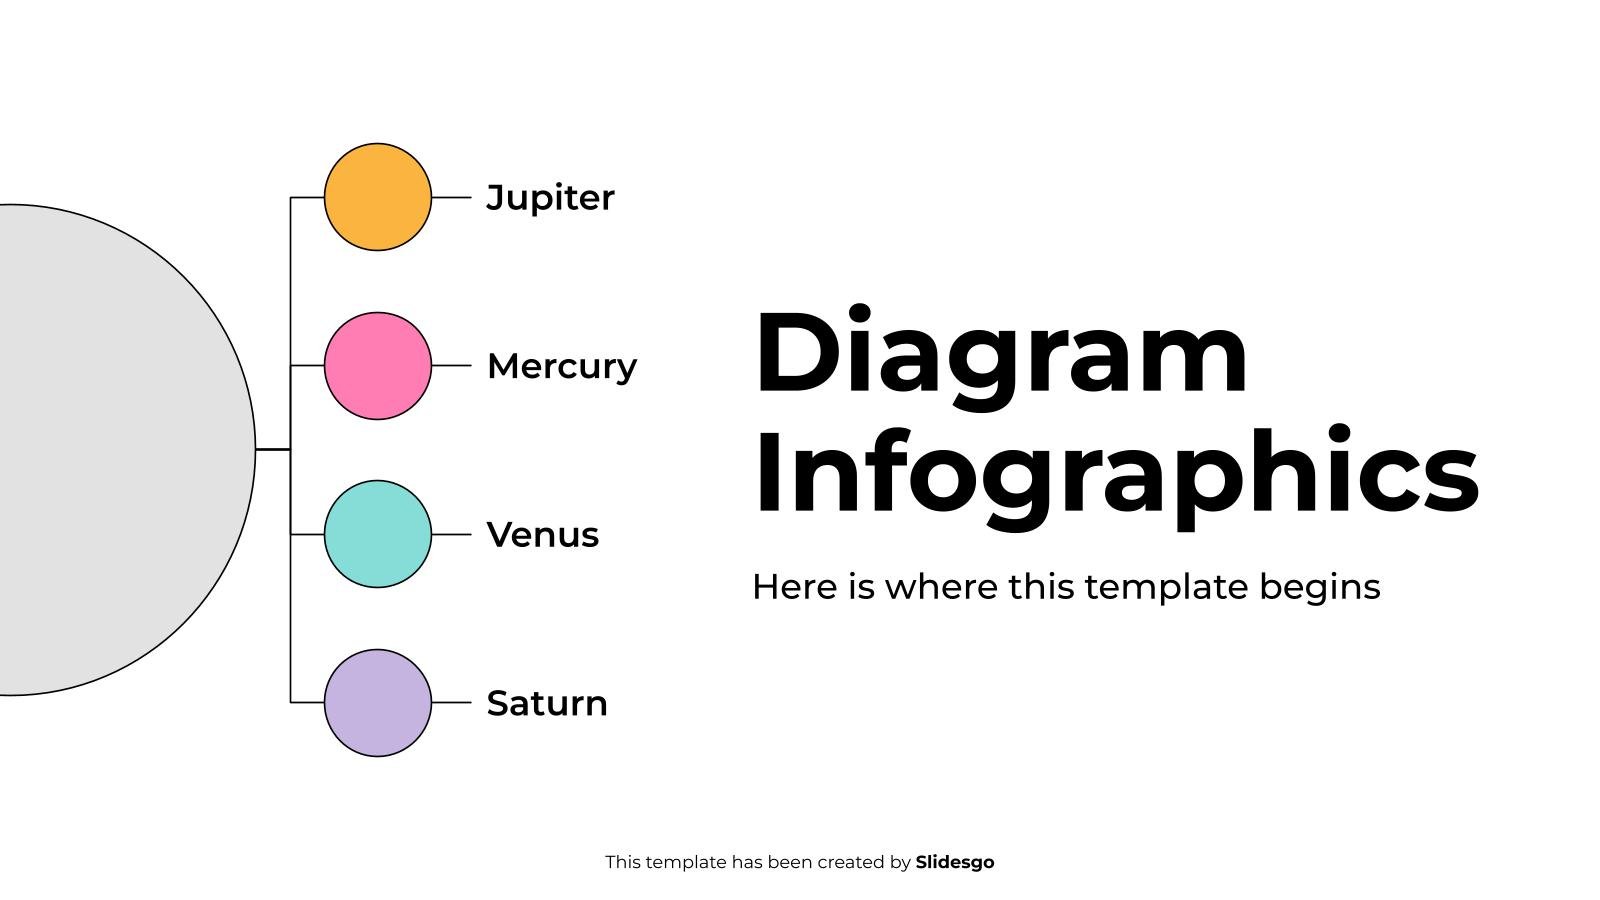 Jupiter
Mercury
Venus
Saturn
Diagram
Infographics
Here is where this template begins
This template has been created by Slidesgo